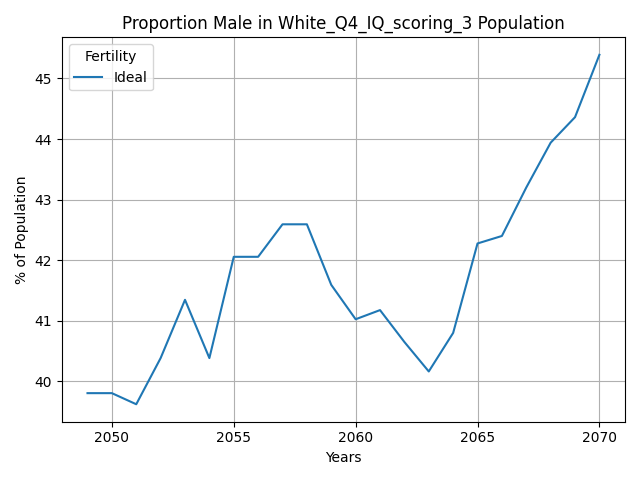 Proportion Male in White_Q4_IQ_scoring_3 Population
Fertility
Ideal
% of Population
45
44
43
42
41
40
2050 2055 2060 2065 2070
Years